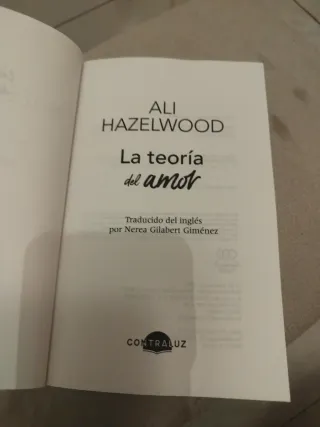 ALI
HAZELWOOD
La teoría
del amor
Traducido del inglés
por Nerea Gilabert Giménez
CONTRALUZ